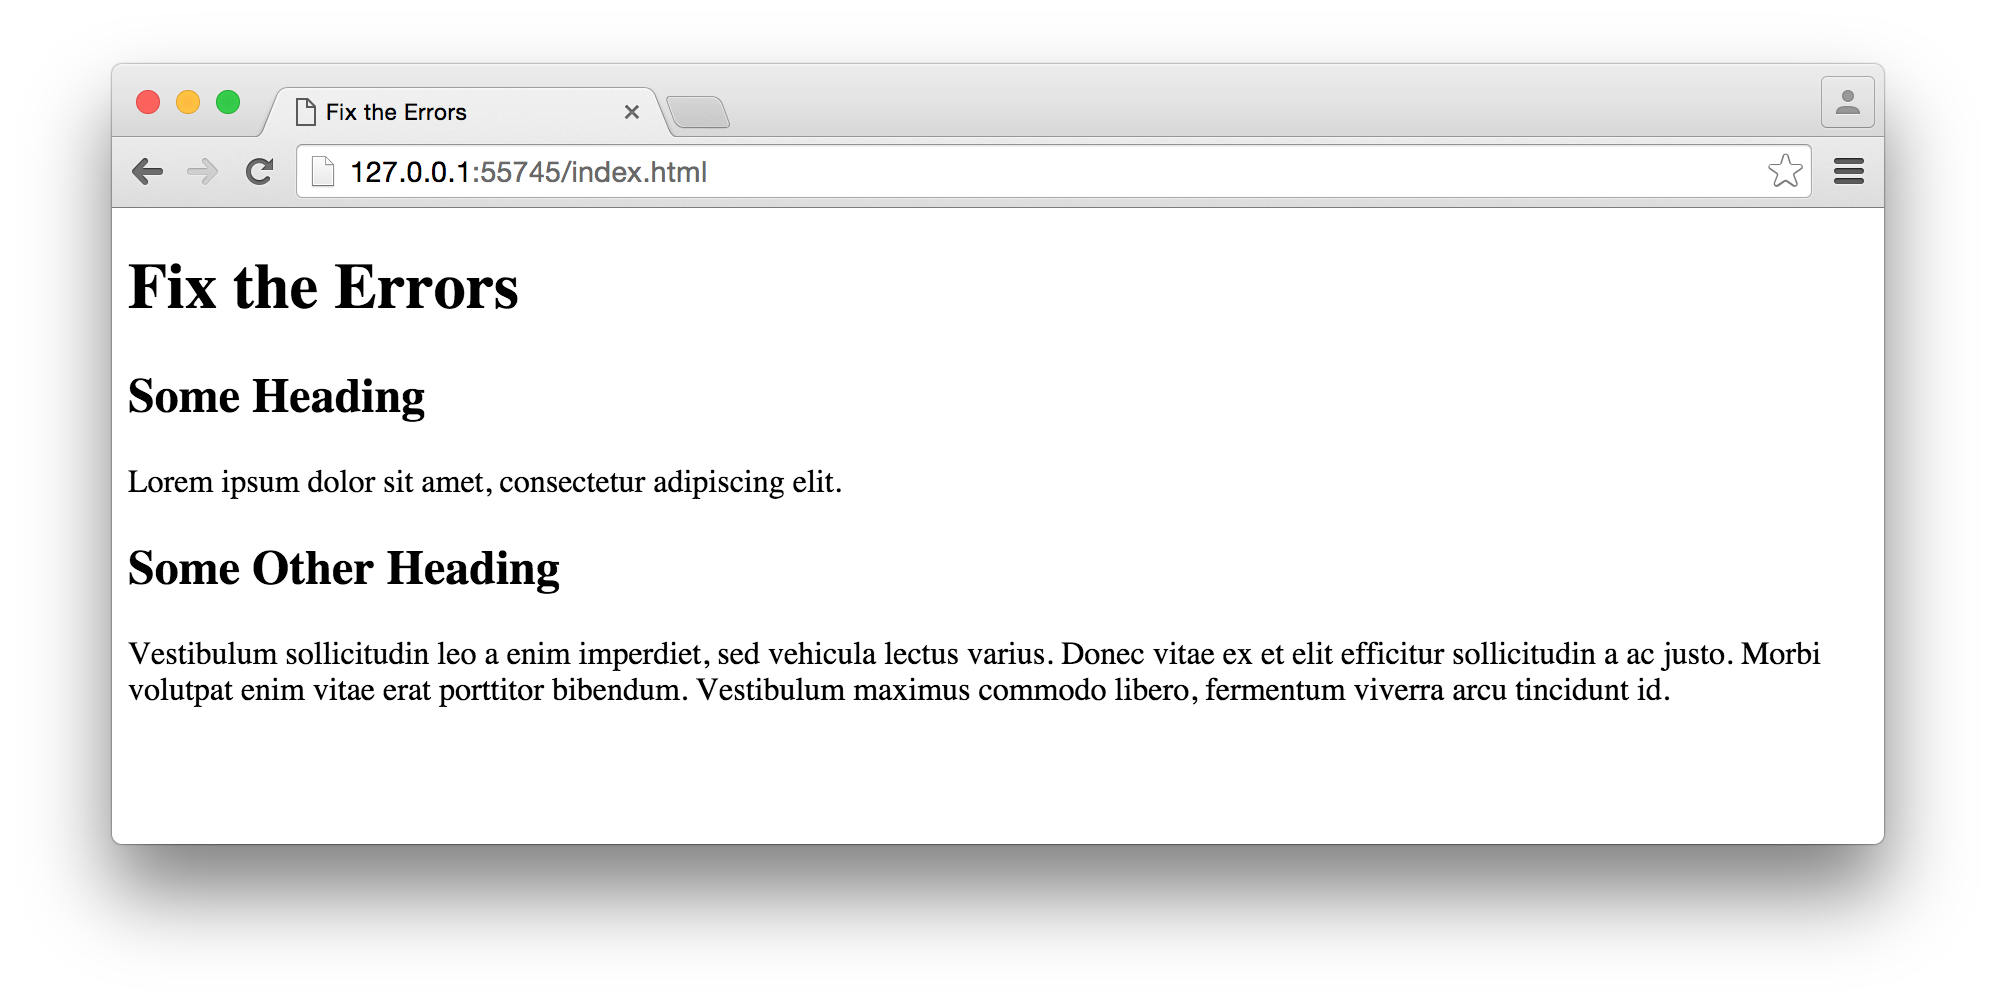 Fix the Errors
127.0.0.1:55745/index.html
Fix the Errors
Some Heading
Lorem ipsum dolor sit amet, consectetur adipiscing elit.
Some Other Heading
Vestibulum sollicitudin leo a enim imperdiet, sed vehicula lectus varius. Donec vitae ex et elit efficitur sollicitudin a ac justo. Morbi
volutpat enim vitae erat porttitor bibendum. Vestibulum maximus commodo libero, fermentum viverra arcu tincidunt id.